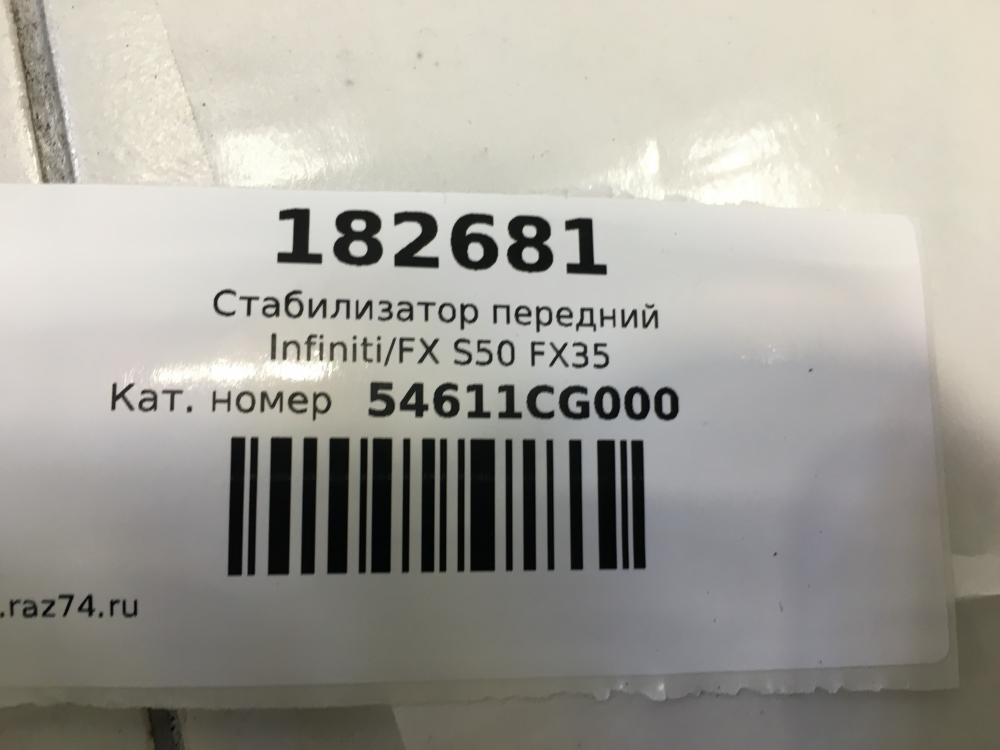 182681
Стабилизатор передний
Infiniti/FX S50 FX35
Кат. номер 54611CG000
.raz74.ru